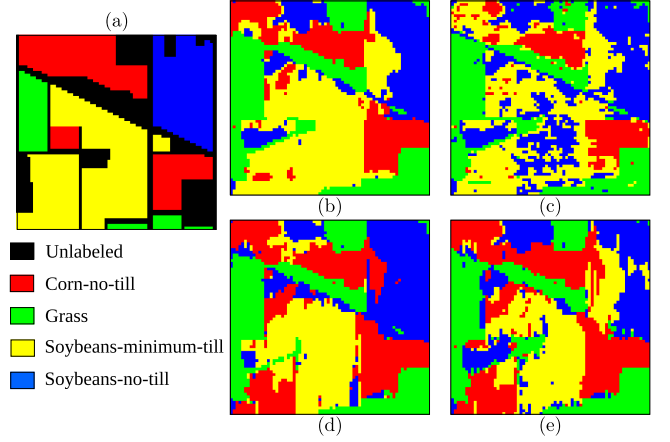 (a)
(b)
(c)
Unlabeled
Corn-no-till
Grass
Soybeans-minimum-till
Soybeans-no-till
(d)
(e)